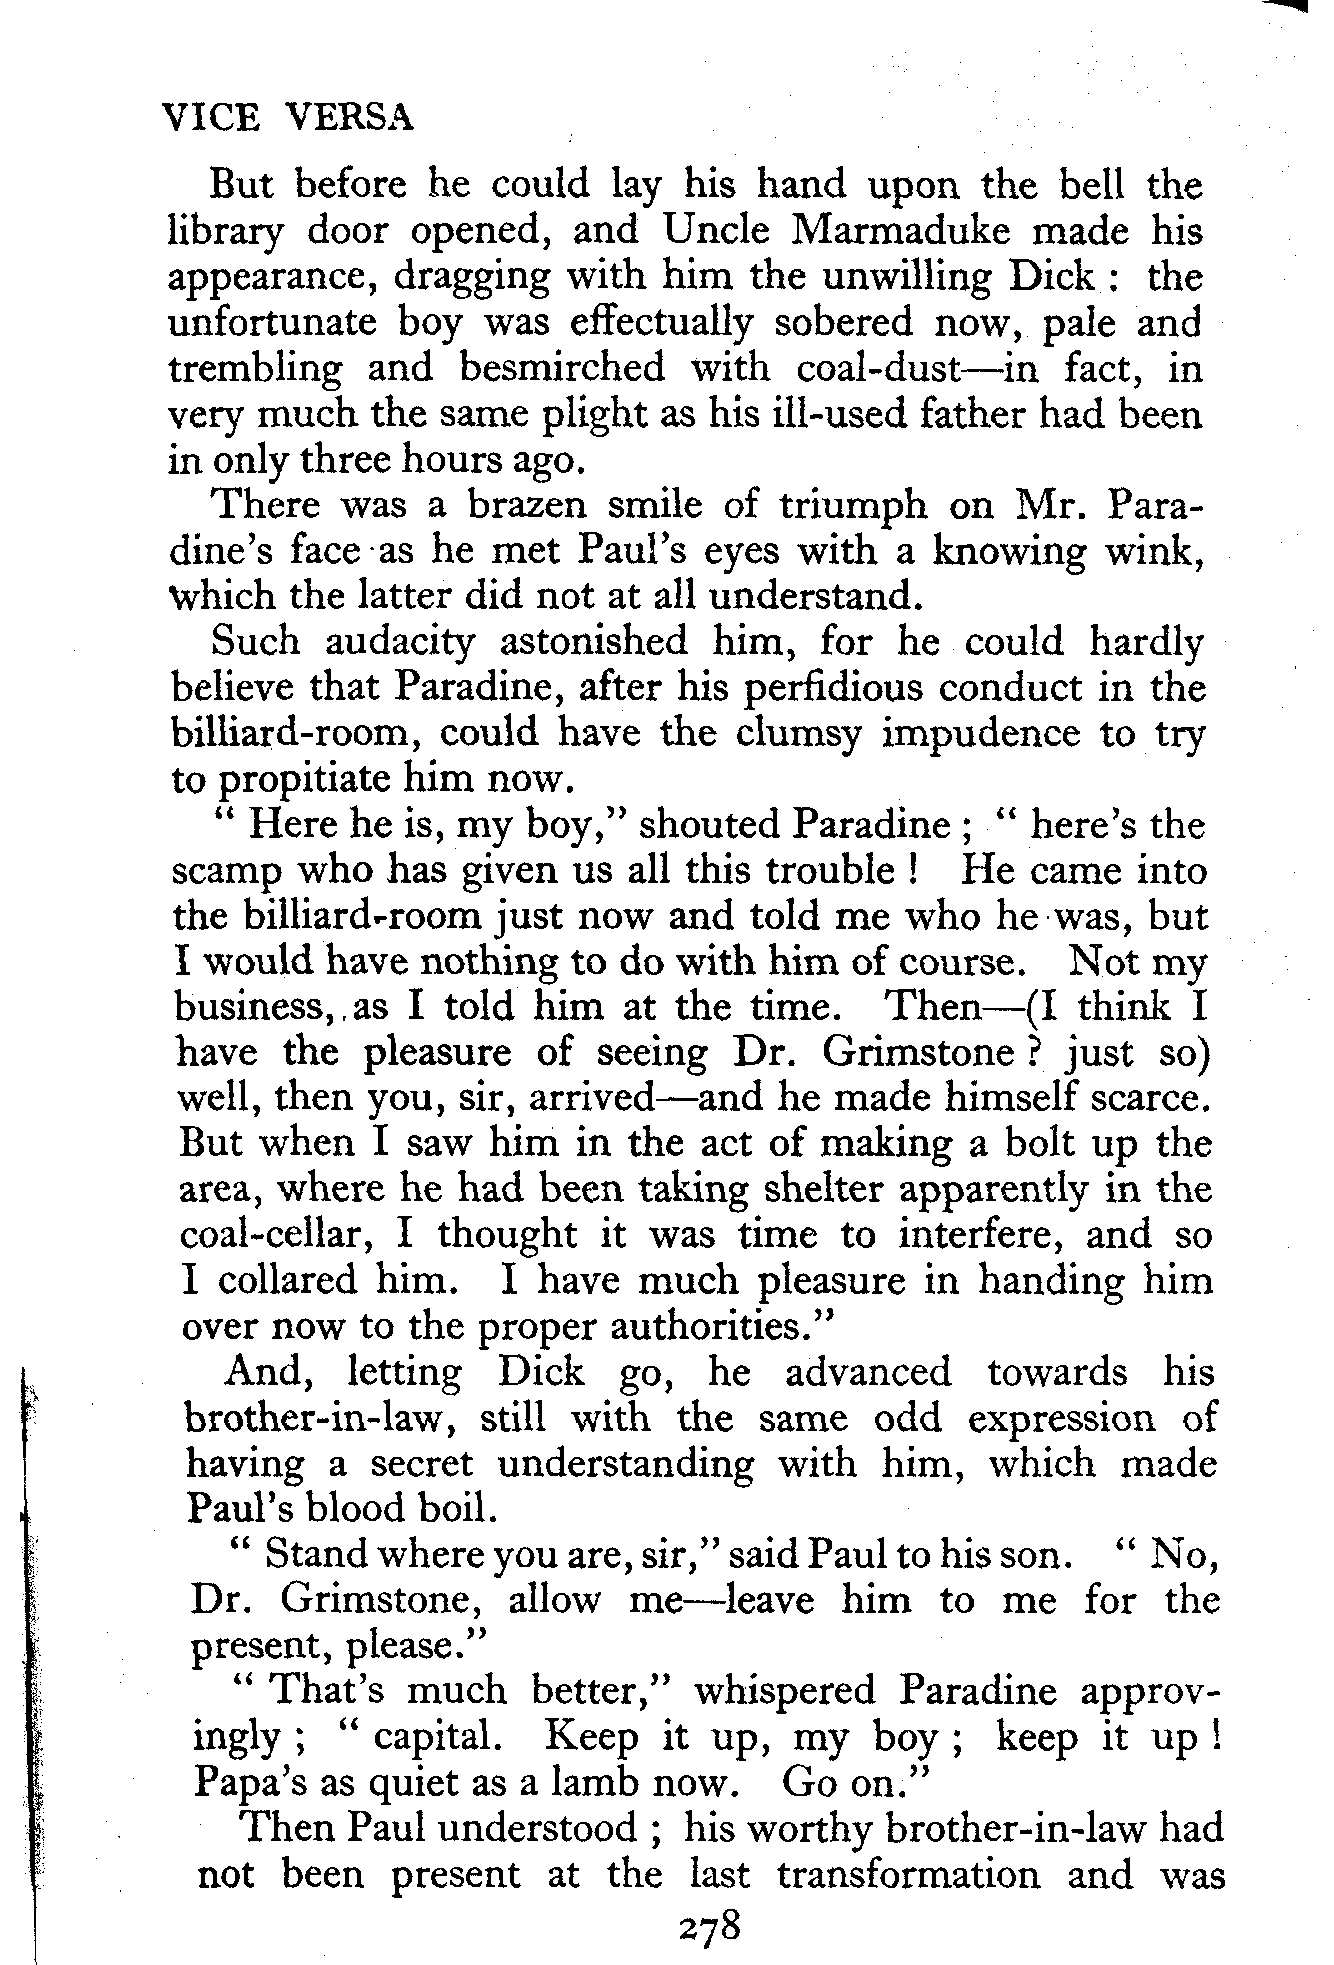 VICE VERSA
But before he could lay his hand upon the bell the
library door opened, and Uncle Marmaduke made his
appearance, dragging with him the unwilling Dick : the
unfortunate boy was effectually sobered now, pale and
trembling and besmirched with coal-dust—in fact, in
very much the same plight as his ill-used father had been
in only three hours ago.
There was a brazen smile of triumph on Mr. Para-
dine's face as he met Paul's eyes with a knowing wink,
which the latter did not at all understand.
Such audacity astonished him, for he could hardly
believe that Paradine, after his perfidious conduct in the
billiard-room, could have the clumsy impudence to try
to propitiate him now.
“ Here he is, my boy,” shouted Paradine ; “ here's the
scamp who has given us all this trouble ! He came into
the billiard-room just now and told me who he was, but
I would have nothing to do with him of course. Not my
business, as I told him at the time. Then—(I think I
have the pleasure of seeing Dr. Grimstone ? just so)
well, then you, sir, arrived—and he made himself scarce.
But when I saw him in the act of making a bolt up the
area, where he had been taking shelter apparently in the
coal-cellar, I thought it was time to interfere, and so
I collared him. I have much pleasure in handing him
over now to the proper authorities.”
And, letting Dick go, he advanced towards his
brother-in-law, still with the same odd expression of
having a secret understanding with him, which made
Paul's blood boil.
“ Stand where you are, sir,” said Paul to his son. “ No,
Dr. Grimstone, allow me—leave him to me for the
present, please.”
“ That's much better,” whispered Paradine approv-
ingly ; “ capital. Keep it up, my boy ; keep it up !
Papa's as quiet as a lamb now. Go on.”
Then Paul understood ; his worthy brother-in-law had
not been present at the last transformation and was
278